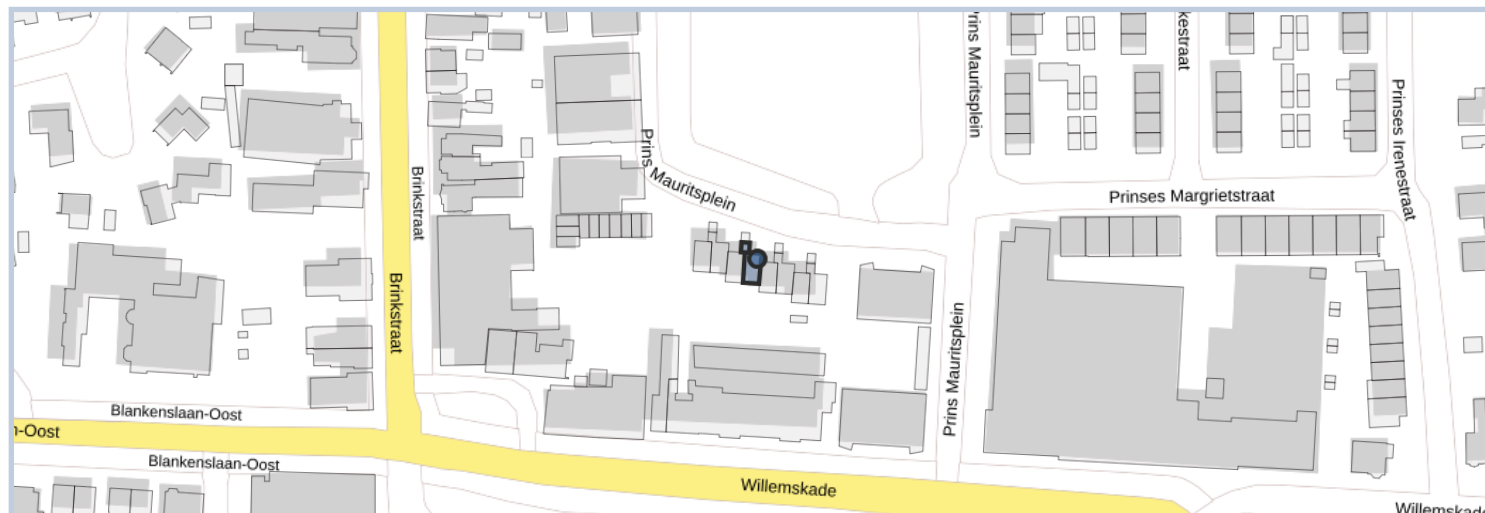 Prins Mauritsplein
kestraat
Prinses Irenestraat
Prins Mauritsplein
Brinkstraat
Prinses Margrietstraat
Brinkstraat
Prins Mauritsplein
Blankenslaan-Oost
n-Oost
Blankenslaan-Oost
Willemskade
Willemskade